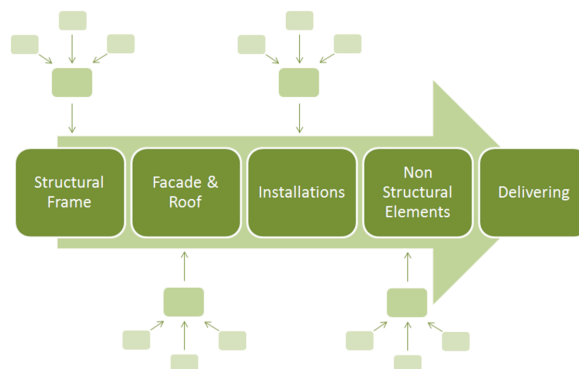 Structural
Frame
Facade &
Roof
Installations
Non
Structural
Elements
Delivering